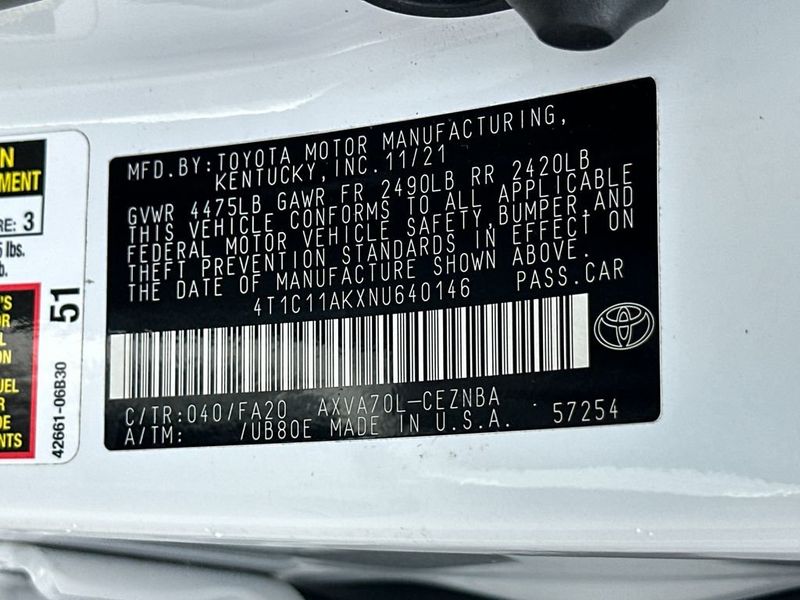 MFD.BY:TOYOTA MOTOR MANUFACTURING,
KENTUCKY, INC.11/21
GVWR 4475LB GAWR FR 2490LB RR 2420LB
THIS VEHICLE CONFORMS TO ALL APPLICABLE
FEDERAL MOTOR VEHICLE SAFETY,BUMPER,AND
THEFT PREVENTION STANDARDS IN EFFECT ON
THE DATE OF MANUFACTURE SHOWN ABOVE.
4T1C11AKXNU640146 PASS.CAR
C/TR:040/FA20 AXVA70L-CEZNBA
A/TM: /UB80E MADE IN U.S.A. 57254
3
lbs.
51
42661-06B30